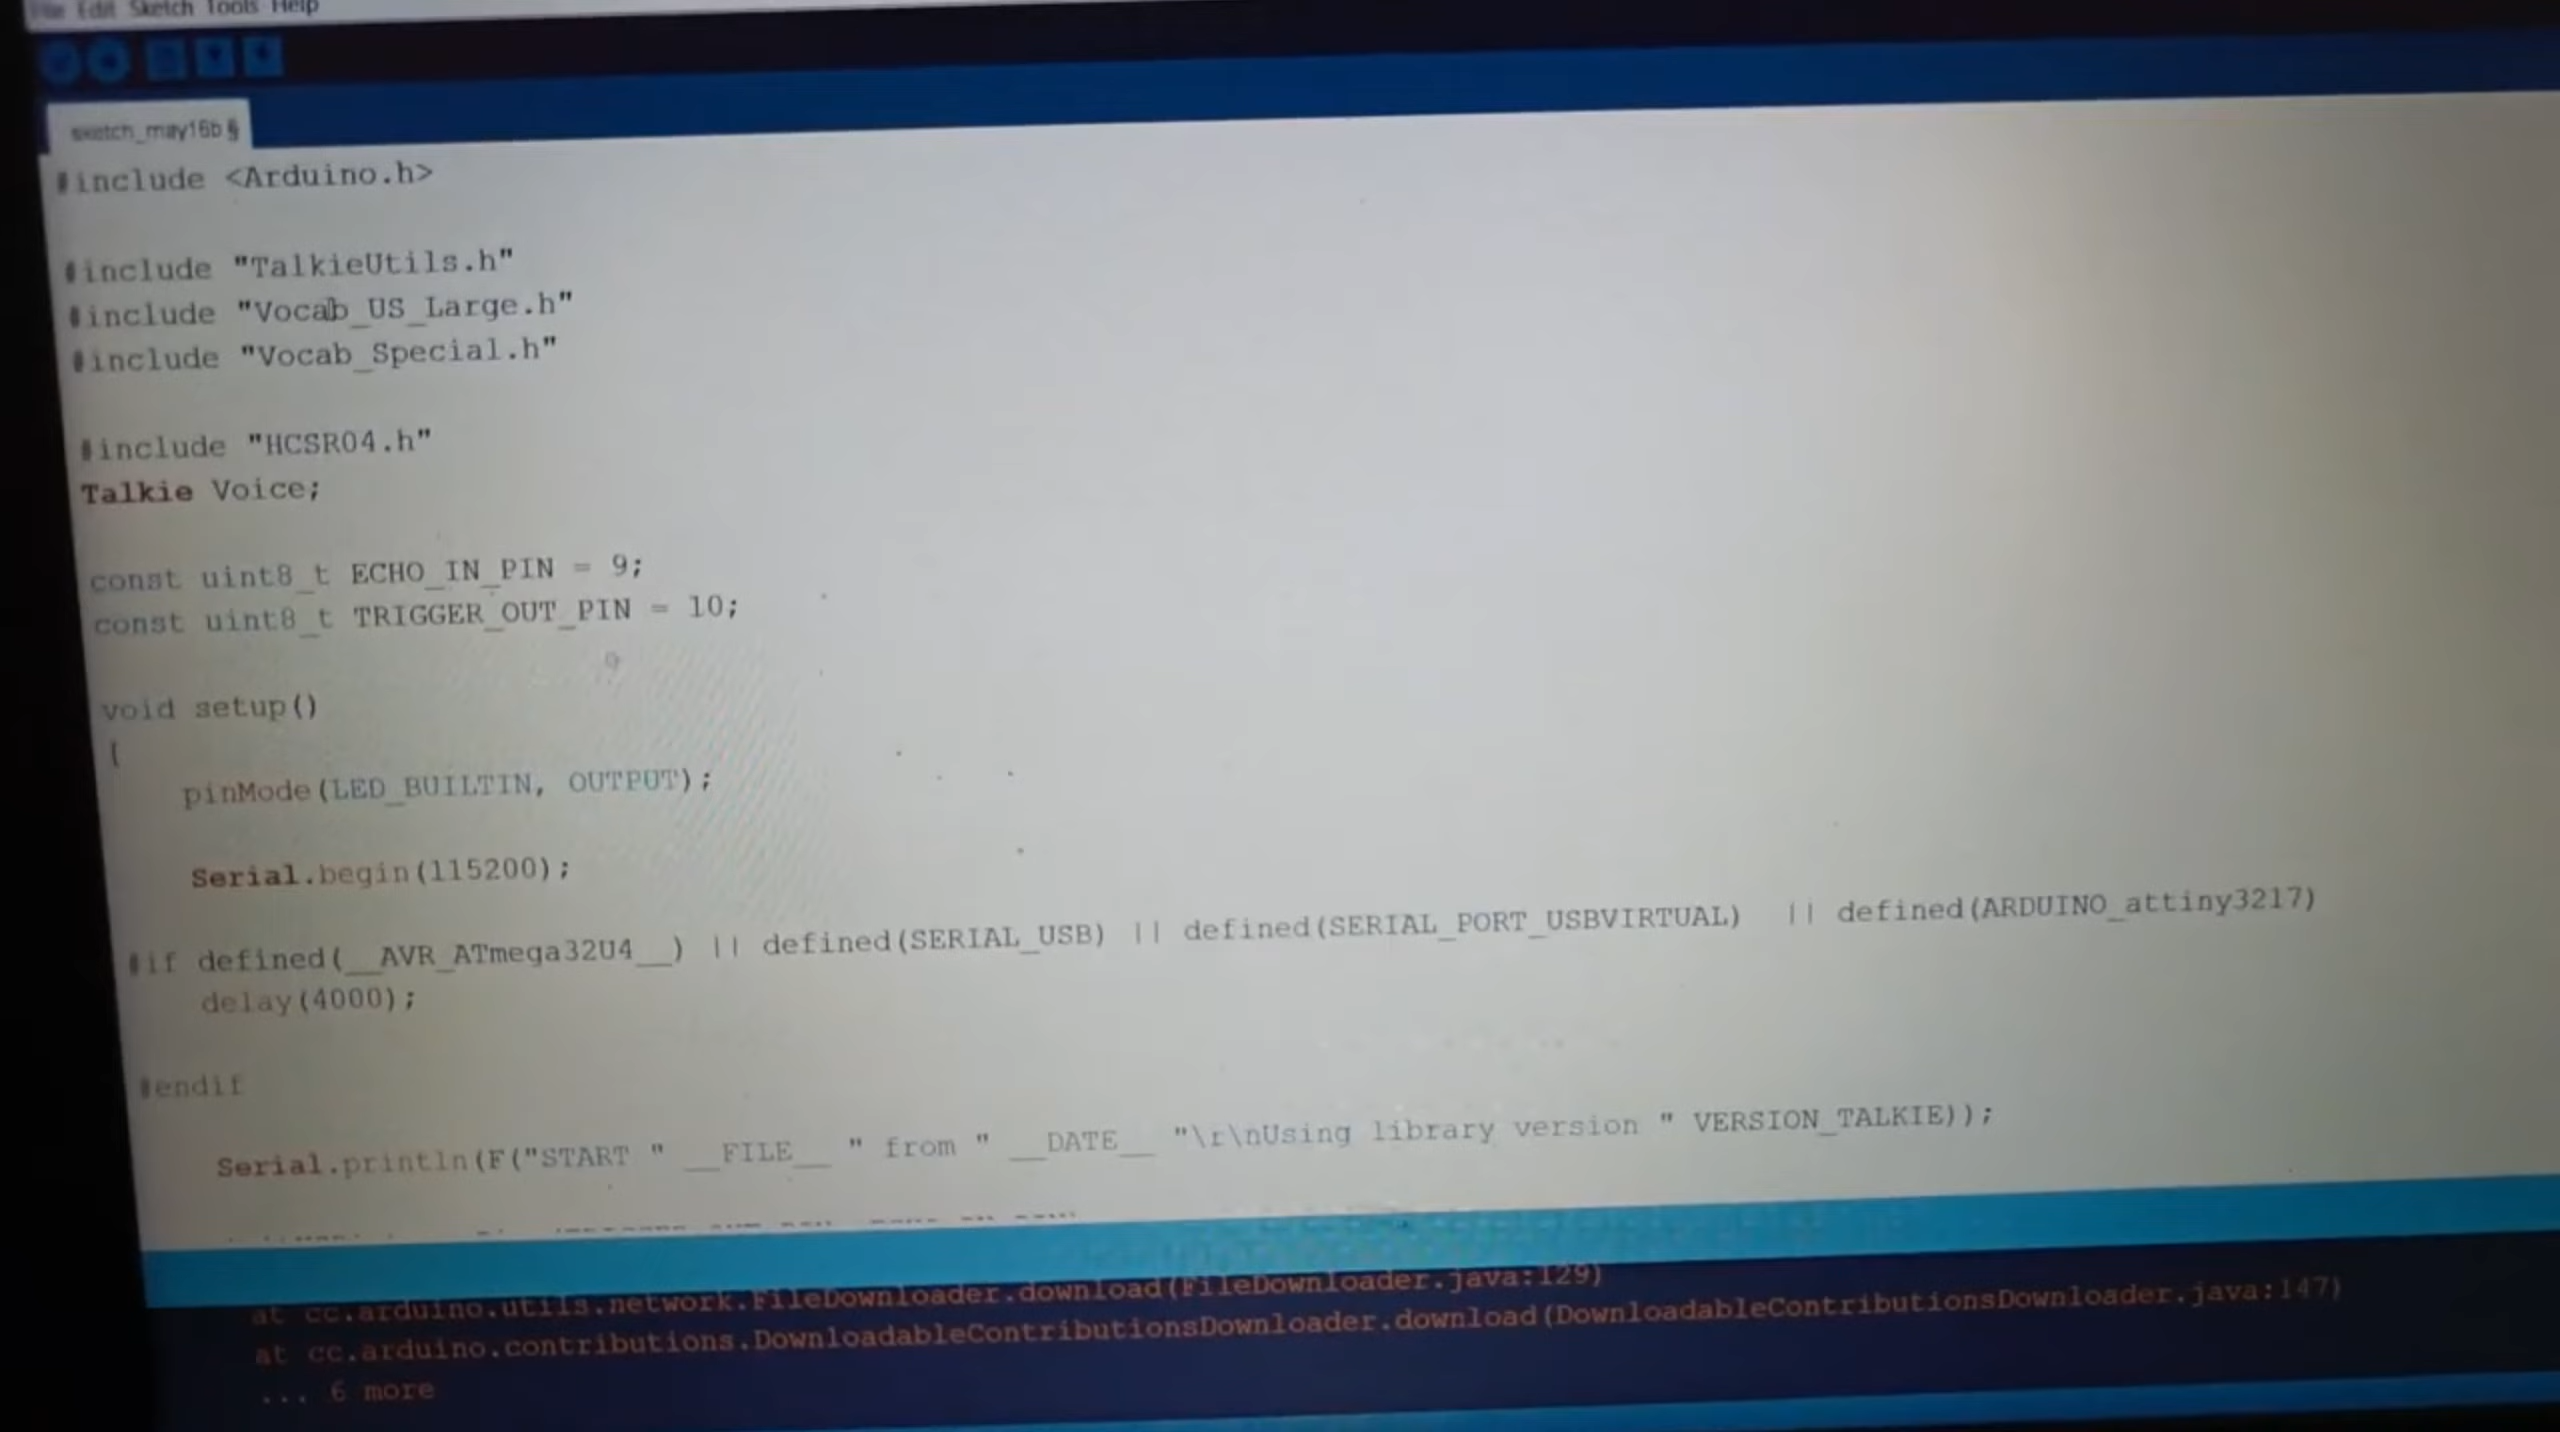 File Edit Sketch Tools Help
sketch_may16b §
#include <Arduino.h>
#include "TalkieUtils.h"
#include "Vocab_US_Large.h"
#include "Vocab_Special.h"
#include "HCSR04.h"
Talkie Voice;
const uint8_t ECHO_IN_PIN = 9;
const uint8_t TRIGGER_OUT_PIN = 10;
void setup()
{
pinMode(LED_BUILTIN, OUTPUT);
Serial.begin(115200);
#if defined(__AVR_ATmega32U4__) || defined(SERIAL_USB) || defined(SERIAL_PORT_USBVIRTUAL)  || defined(ARDUINO_attiny3217)
delay(4000);
#endif
Serial.println(F("START " __FILE__ " from " __DATE__ "\r\nUsing library version " VERSION_TALKIE));
at cc.arduino.utils.network.FileDownloader.download(FileDownloader.java:129)
at cc.arduino.contributions.DownloadableContributionsDownloader.download(DownloadableContributionsDownloader.java:147)
... 6 more